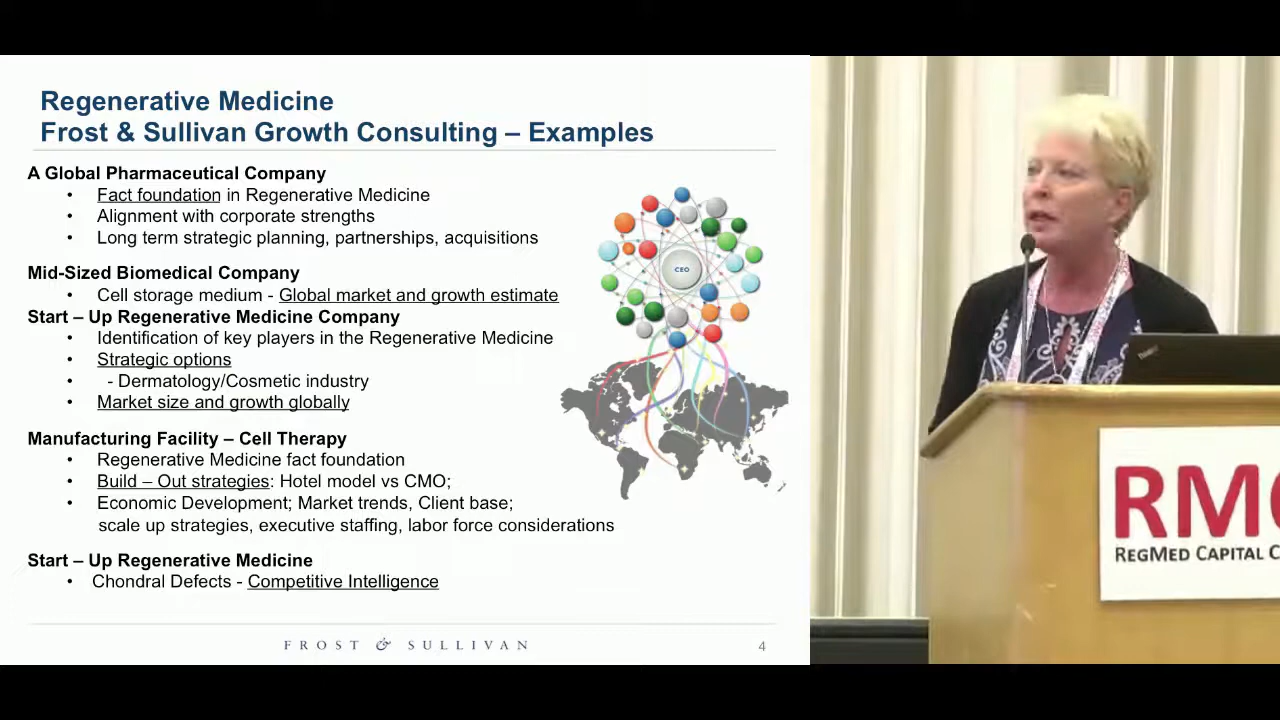 Regenerative Medicine
Frost & Sullivan Growth Consulting – Examples
A Global Pharmaceutical Company
• Fact foundation in Regenerative Medicine
• Alignment with corporate strengths
• Long term strategic planning, partnerships, acquisitions
Mid-Sized Biomedical Company
• Cell storage medium - Global market and growth estimate
Start – Up Regenerative Medicine Company
• Identification of key players in the Regenerative Medicine
• Strategic options
• - Dermatology/Cosmetic industry
• Market size and growth globally
Manufacturing Facility – Cell Therapy
• Regenerative Medicine fact foundation
• Build – Out strategies: Hotel model vs CMO;
• Economic Development; Market trends, Client base;
scale up strategies, executive staffing, labor force considerations
Start – Up Regenerative Medicine
• Chondral Defects - Competitive Intelligence
CEO
FROST & SULLIVAN
4
RMC
REGMED CAPITAL C